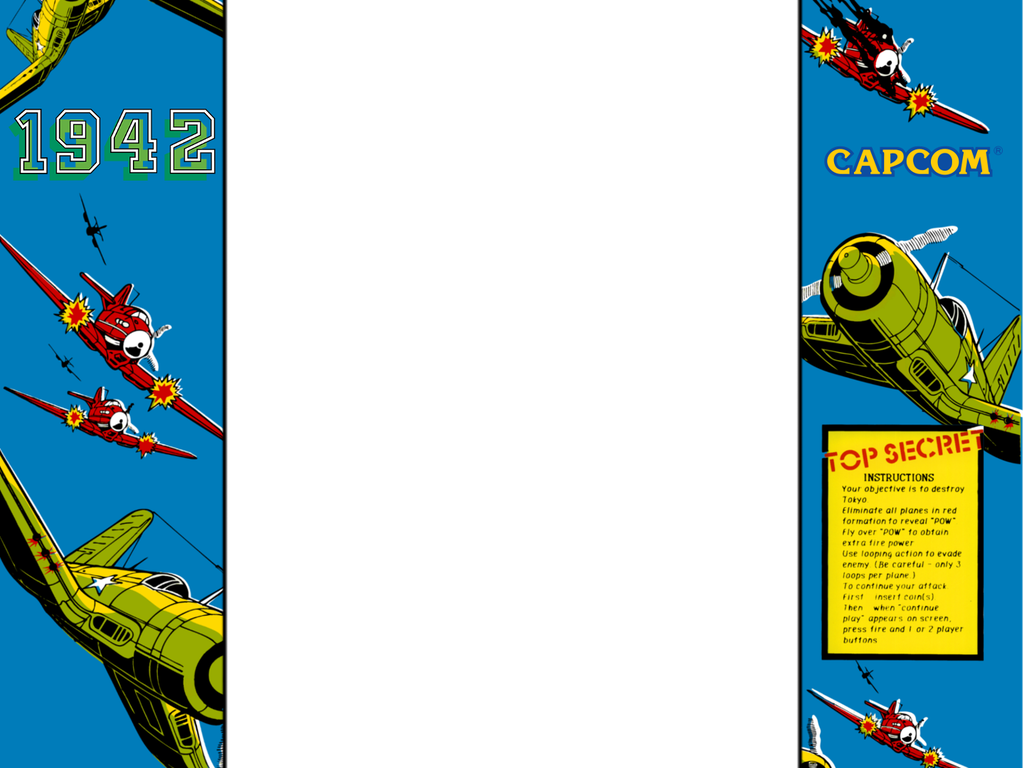 1942
CAPCOM®
TOP SECRET
INSTRUCTIONS
Your objective is to destroy
Tokyo
Eliminate all planes in red
formation to reveal "POW"
Fly over "POW" to obtain
extra fire power
Use looping action to evade
enemy. (Be careful - only 3
loops per plane.)
To continue your attack
First insert coin(s).
Then when "continue
play" appears on screen,
press fire and 1 or 2 player
buttons